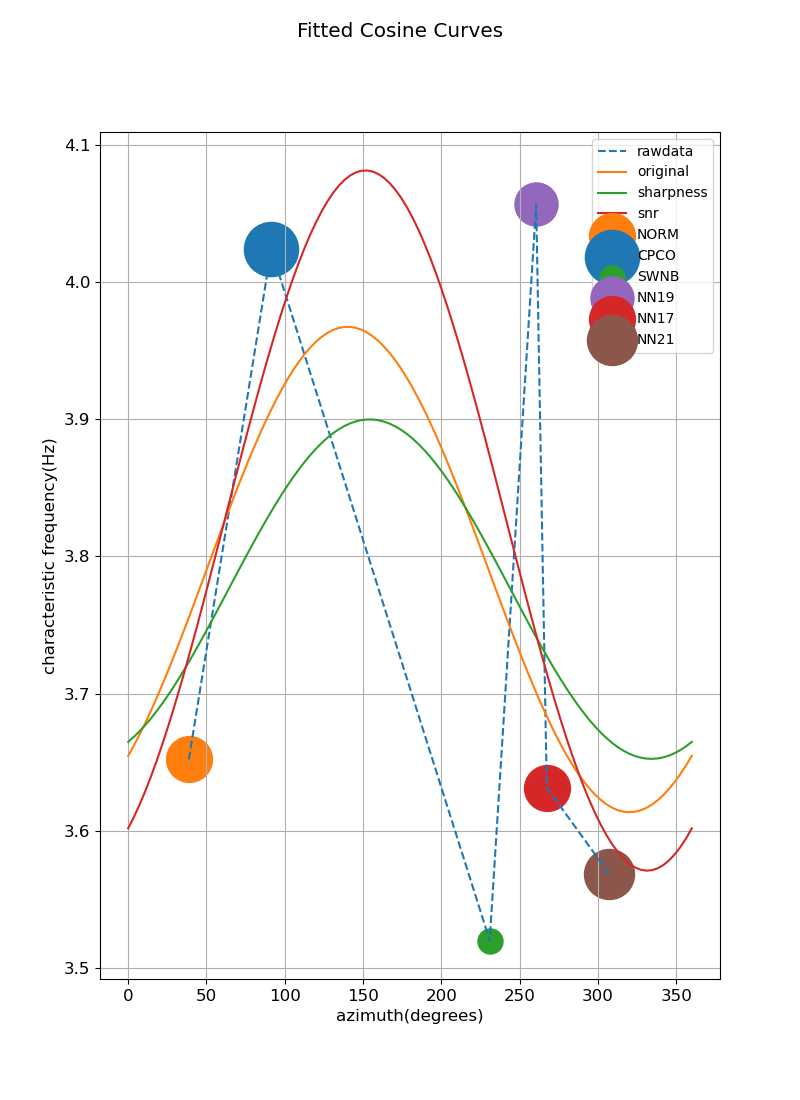 Fitted Cosine Curves
4.1
4.0
3.9
3.8
3.7
3.6
3.5
characteristic frequency(Hz)
rawdata
original
sharpness
snr
NORM
CPCO
SWNB
NN19
NN17
NN21
0 50 100 150 200 250 300 350
azimuth(degrees)